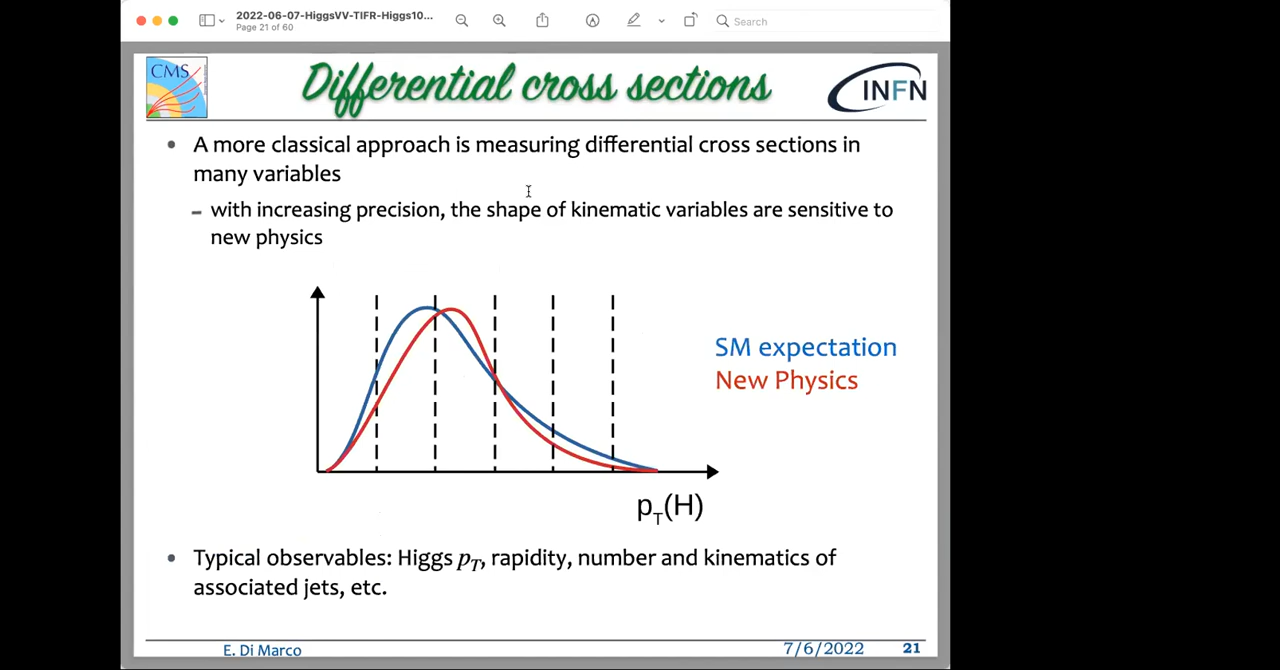 2022-06-07-HiggsVV-TIFR-Higgs10...
Page 21 of 60
Search
CMS
Differential cross sections
INFN
• A more classical approach is measuring differential cross sections in
many variables
– with increasing precision, the shape of kinematic variables are sensitive to
new physics
SM expectation
New Physics
pT(H)
• Typical observables: Higgs pT, rapidity, number and kinematics of
associated jets, etc.
E. Di Marco
7/6/2022
21